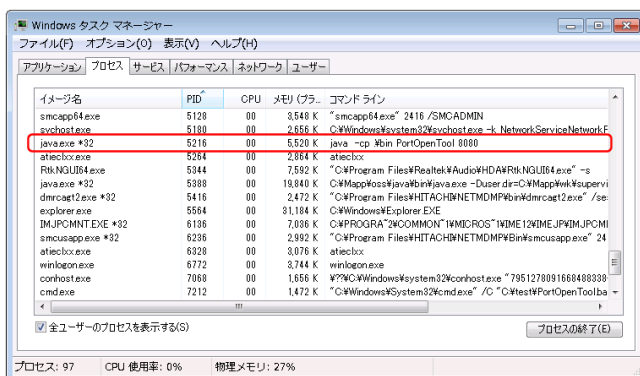 Windows タスク マネージャー
ファイル(F) オプション(O) 表示(V) ヘルプ(H)
アプリケーション プロセス サービス パフォーマンス ネットワーク ユーザー
イメージ名 PID CPU メモリ (プラ... コマンド ライン
smcapp64.exe 5128 00 3,548 K "smcapp64.exe" 2416 /SMCADMIN
svchost.exe 5180 00 2,656 K C:¥Windows¥system32¥svchost.exe -k NetworkServiceNetworkF
java.exe *32 5216 00 5,520 K java -cp ¥bin PortOpenTool 8080
atieclxx.exe 5264 00 2,864 K atieclxx
RtkNGUI64.exe 5344 00 7,592 K "C:¥Program Files¥Realtek¥Audio¥HDA¥RtkNGUI64.exe" -s
java.exe *32 5388 00 19,840 K C:¥Mapp¥oss¥java¥bin¥java.exe -Duser.dir=C:¥Mapp¥wk¥supervi
dmrcagt2.exe *32 5416 00 2,472 K "C:¥Program Files¥HITACHI¥NETMDMP¥bin¥dmrcagt2.exe" /se:
explorer.exe 5564 00 31,184 K C:¥Windows¥Explorer.EXE
IMJPCMNT.EXE *32 6136 00 7,036 K C:¥PROGRA~2¥COMMON~1¥MICROS~1¥IME12¥IMEJP¥IMJPCMI
smcusapp.exe *32 6236 00 2,992 K "C:¥Program Files¥HITACHI¥NETMDMP¥Bin¥smcusapp.exe" 24
atieclxx.exe 6328 00 3,076 K atieclxx
winlogon.exe 6772 00 3,744 K winlogon.exe
conhost.exe 7068 00 1,656 K ¥??¥C:¥Windows¥system32¥conhost.exe "7951278091668488338-
cmd.exe 7212 00 1,472 K "C:¥Windows¥System32¥cmd.exe" /C "C:¥test¥PortOpenTool.ba
全ユーザーのプロセスを表示する(S) プロセスの終了(E)
プロセス: 97 CPU 使用率: 0% 物理メモリ: 27%